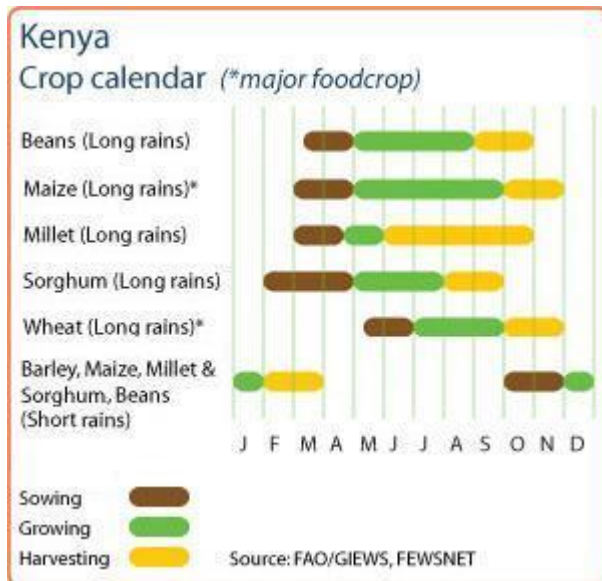 Kenya
Crop calendar (*major foodcrop)
Beans (Long rains)
Maize (Long rains)*
Millet (Long rains)
Sorghum (Long rains)
Wheat (Long rains)*
Barley, Maize, Millet &
Sorghum, Beans
(Short rains)
J F M A M J J A S O N D
Sowing
Growing
Harvesting
Source: FAO/GIEWS, FEWSNET